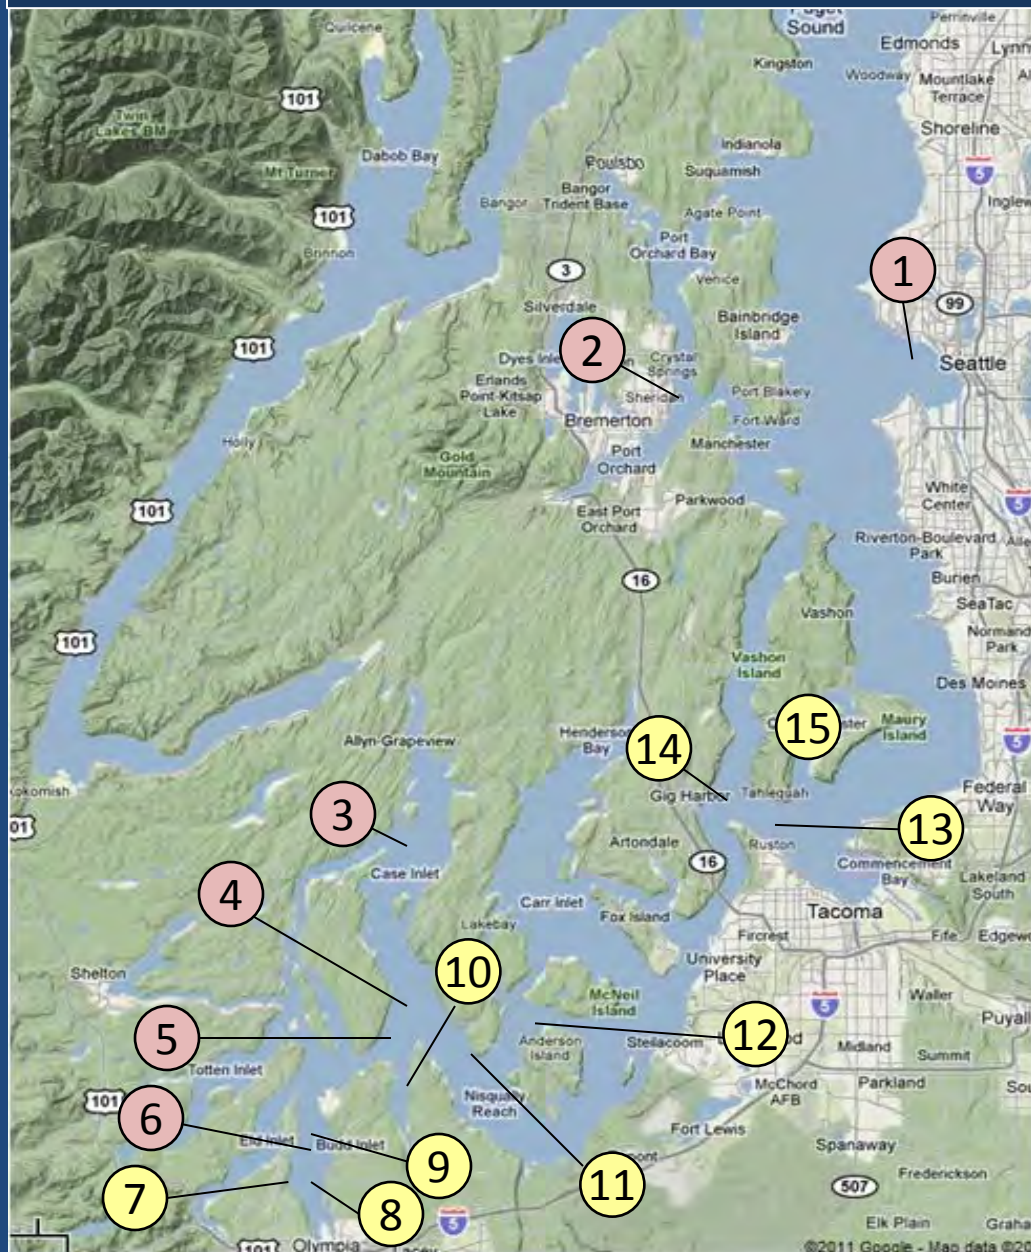 Puget
Sound
Perrinville
Quilcene
Edmonds
Kingston
Woodway
Mountlake
Terrace
101
Twin
Lakes BM
Shoreline
Indianola
Dabob Bay
Poulsbo
Suquamish
5
Mt Turner
Bangor
Trident Base
Bangor
101
Agate Point
Port
Orchard Bay
Brinnon
3
Venice
1
99
Silverdale
Bainbridge
Island
101
2
Crystal
Springs
Seattle
Erlands
Point-Kitsap
Lake
Sheridan
Port Blakely
Bremerton
Fort Ward
Holly
Manchester
Gold
Mountain
Port
Orchard
White
Center
101
Parkwood
5
East Port
Orchard
Riverton-Boulevard
Park
16
Burien
SeaTac
101
Vashon
Normandy
Park
Vashon
Island
Des Moines
Allyn-Grapeview
Henderson
Bay
14
15
Maury
Island
5
Gig Harbor
Tahlequah
Federal
Way
3
13
Artondale
Ruston
16
Case Inlet
Commencement
Bay
Lakeland
South
4
Carr Inlet
Fox Island
Tacoma
Lakebay
Fircrest
Fife
University
Place
Shelton
10
McNeil
Island
5
Waller
5
Anderson
Island
Steilacoom
12
Midland
Summit
Totten Inlet
101
Nisqually
Reach
McChord
AFB
Parkland
6
Fort Lewis
Eld Inlet
Budd Inlet
Spanaway
7
9
11
507
Frederickson
8
5
Elk Plain
101
Olympia
Lacey
©2011 Google - Map data